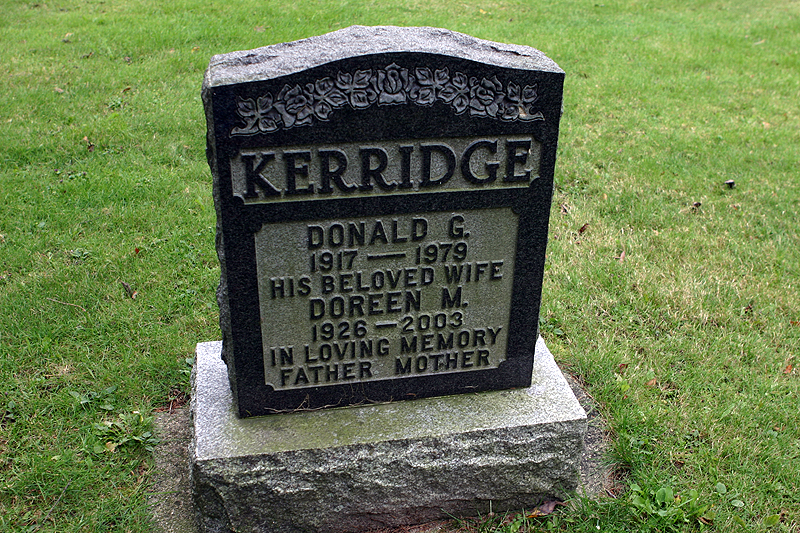 KERRIDGE
DONALD G.
1917 — 1979
HIS BELOVED WIFE
DOREEN M.
1926 — 2003
IN LOVING MEMORY
FATHER MOTHER